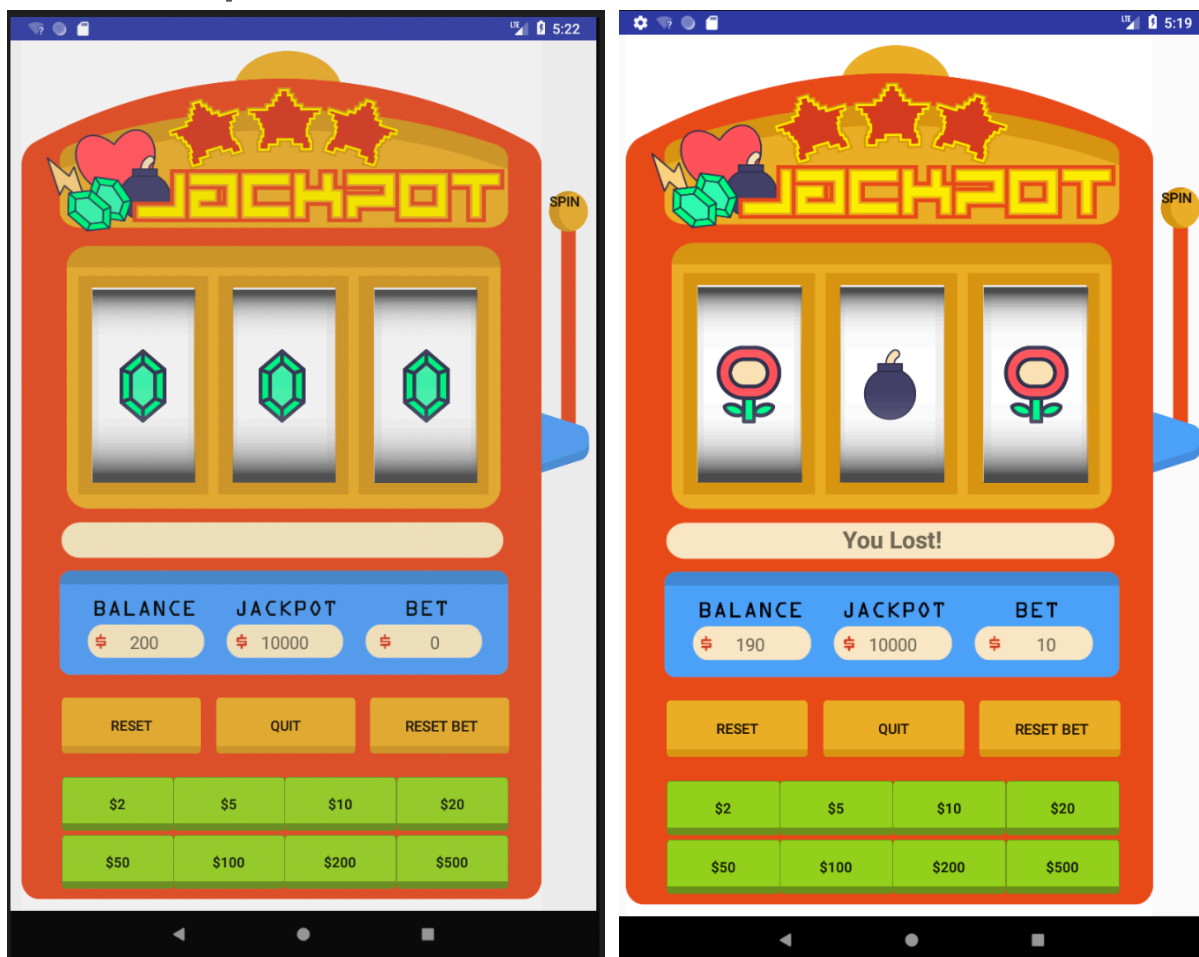 LTE 5:22
JACKPOT
SPIN
BALANCE JACKPOT BET
$ 200 $ 10000 $ 0
RESET QUIT RESET BET
$2 $5 $10 $20
$50 $100 $200 $500
LTE 5:19
JACKPOT
SPIN
You Lost!
BALANCE JACKPOT BET
$ 190 $ 10000 $ 10
RESET QUIT RESET BET
$2 $5 $10 $20
$50 $100 $200 $500